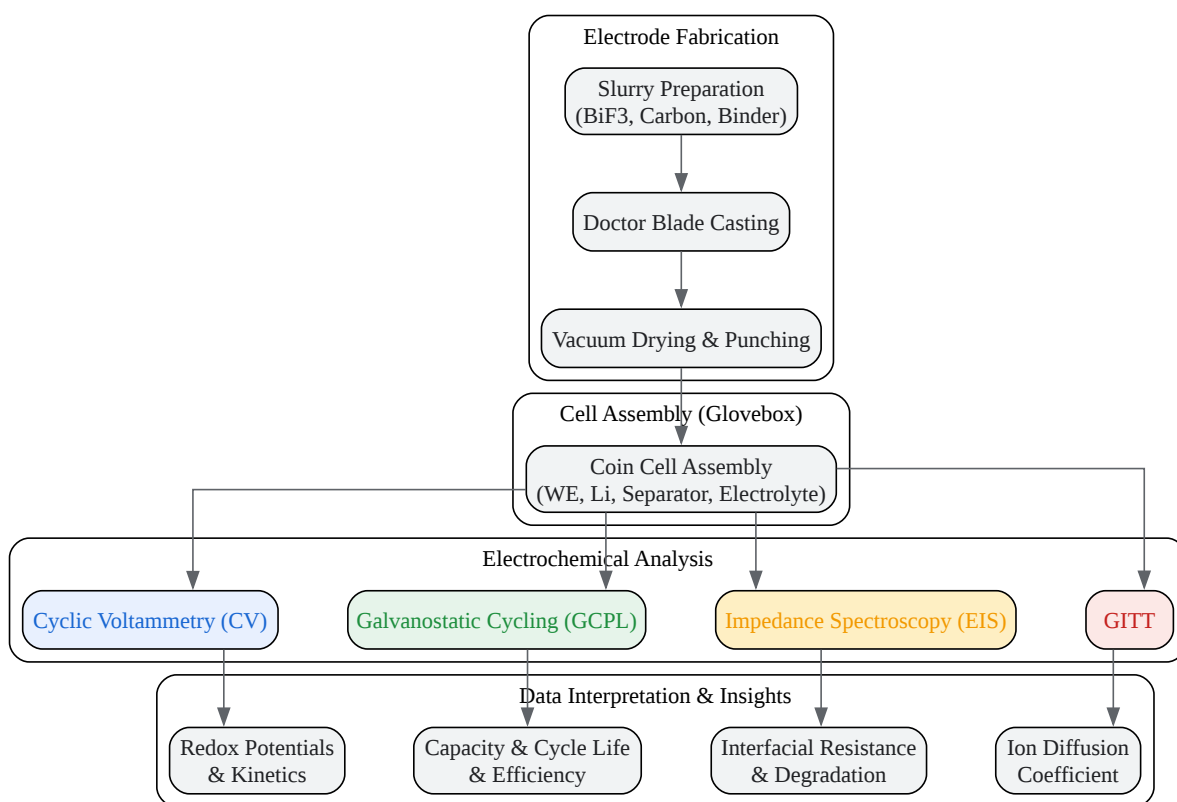 Electrode Fabrication
Slurry Preparation
(BiF3, Carbon, Binder)
Doctor Blade Casting
Vacuum Drying & Punching
Cell Assembly (Glovebox)
Coin Cell Assembly
(WE, Li, Separator, Electrolyte)
Electrochemical Analysis
Cyclic Voltammetry (CV)
Galvanostatic Cycling (GCPL)
Impedance Spectroscopy (EIS)
GITT
Data Interpretation & Insights
Redox Potentials
& Kinetics
Capacity & Cycle Life
& Efficiency
Interfacial Resistance
& Degradation
Ion Diffusion
Coefficient